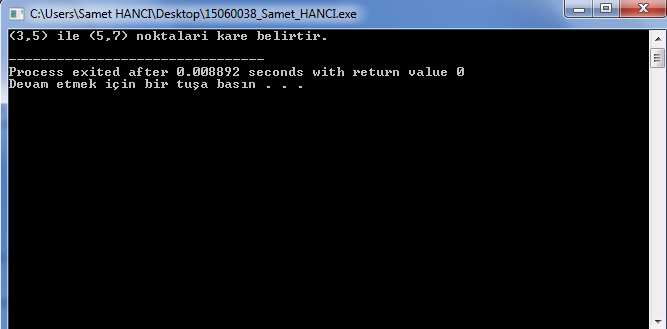 C:\Users\Samet HANCI\Desktop\15060038_Samet_HANCI.exe
(3,5) ile (5,7) noktalari kare belirtir.
--------------------------------
Process exited after 0.008892 seconds with return value 0
Devam etmek için bir tuşa basın . . .